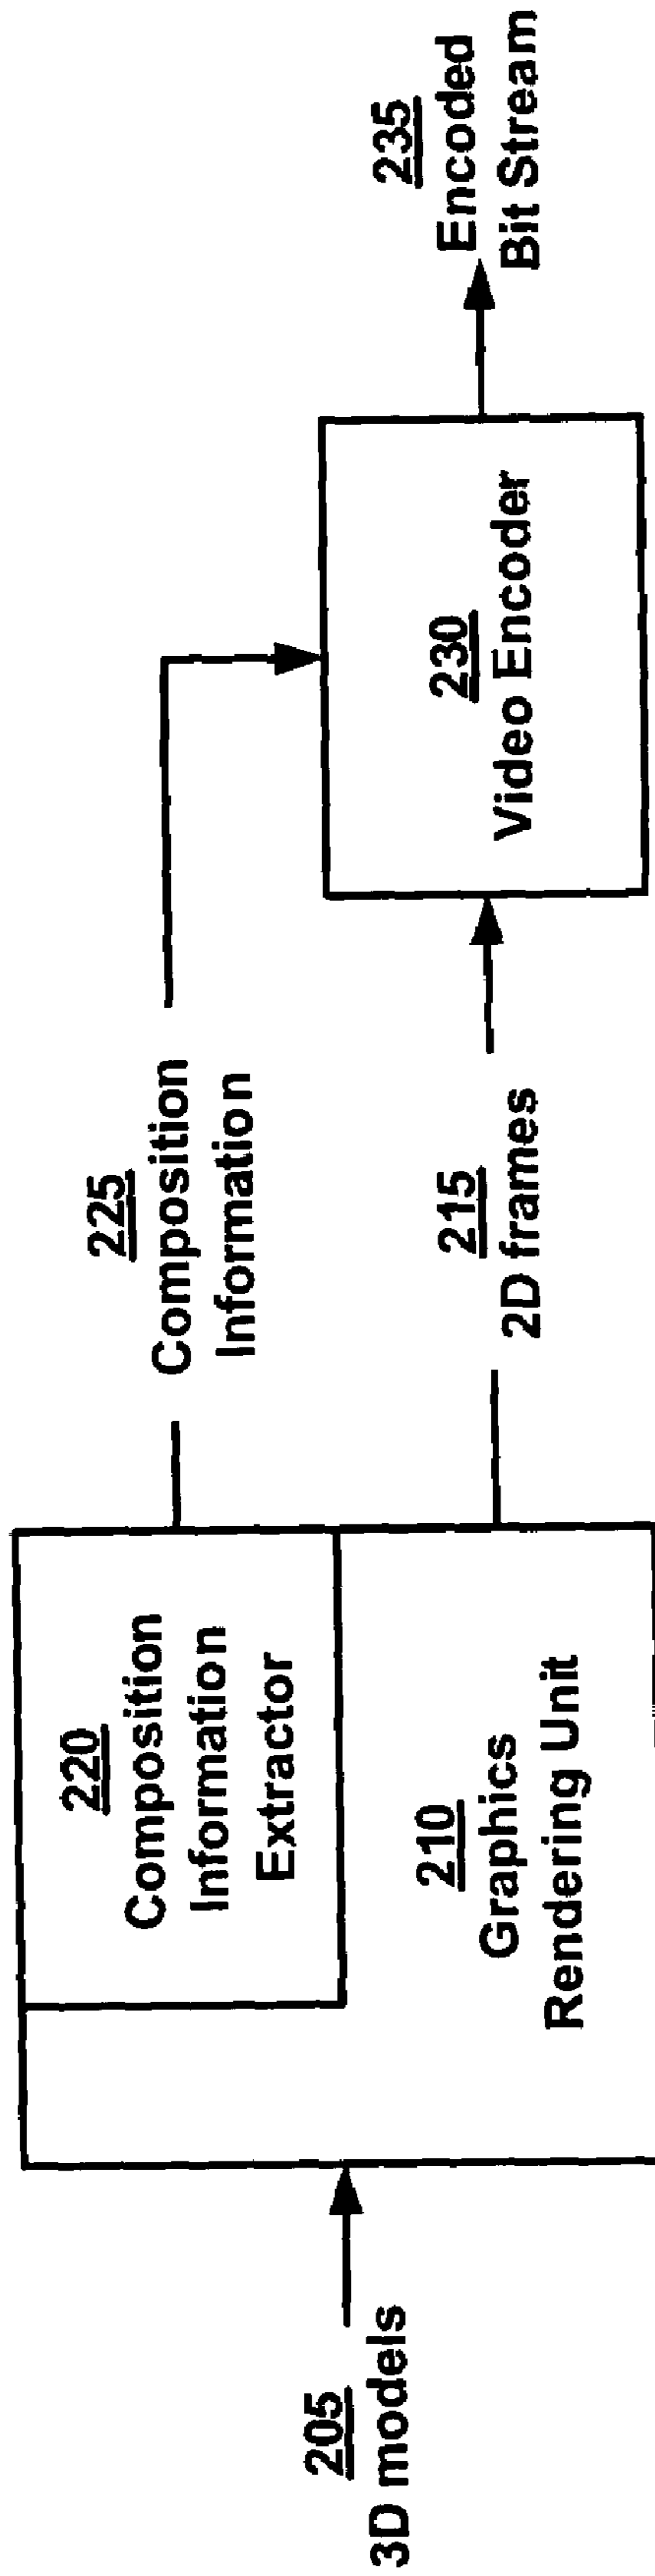 205
3D models
220
Composition
Information
Extractor
210
Graphics
Rendering Unit
225
Composition
Information
215
2D frames
230
Video Encoder
235
Encoded
Bit Stream